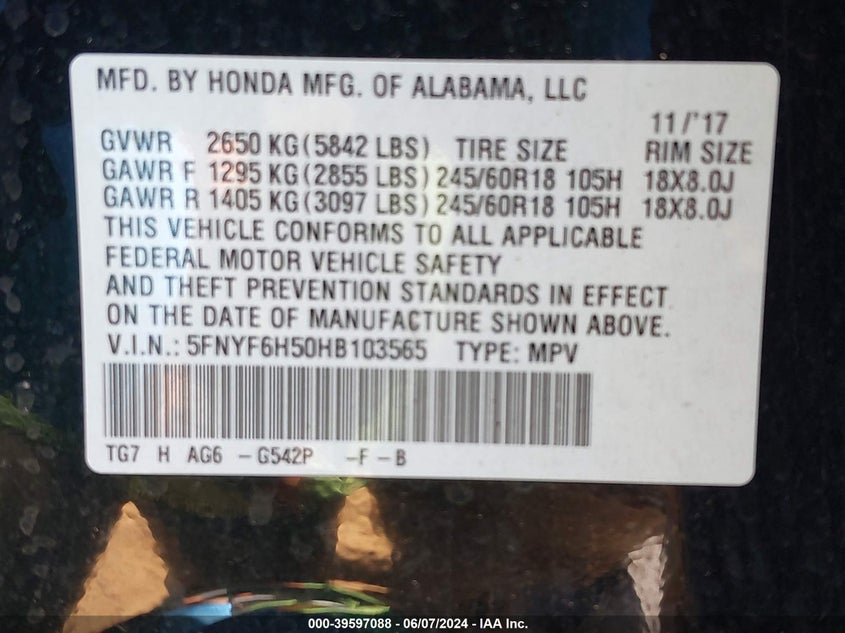 MFD. BY HONDA MFG. OF ALABAMA, LLC
11/'17
GVWR 2650 KG (5842 LBS) TIRE SIZE RIM SIZE
GAWR F 1295 KG (2855 LBS) 245/60R18 105H 18X8.0J
GAWR R 1405 KG (3097 LBS) 245/60R18 105H 18X8.0J
THIS VEHICLE CONFORMS TO ALL APPLICABLE
FEDERAL MOTOR VEHICLE SAFETY
AND THEFT PREVENTION STANDARDS IN EFFECT
ON THE DATE OF MANUFACTURE SHOWN ABOVE.
V.I.N.: 5FNYF6H50HB103565 TYPE: MPV
TG7 H AG6 -G542P -F-B
000-39597088 - 06/07/2024 - IAA Inc.